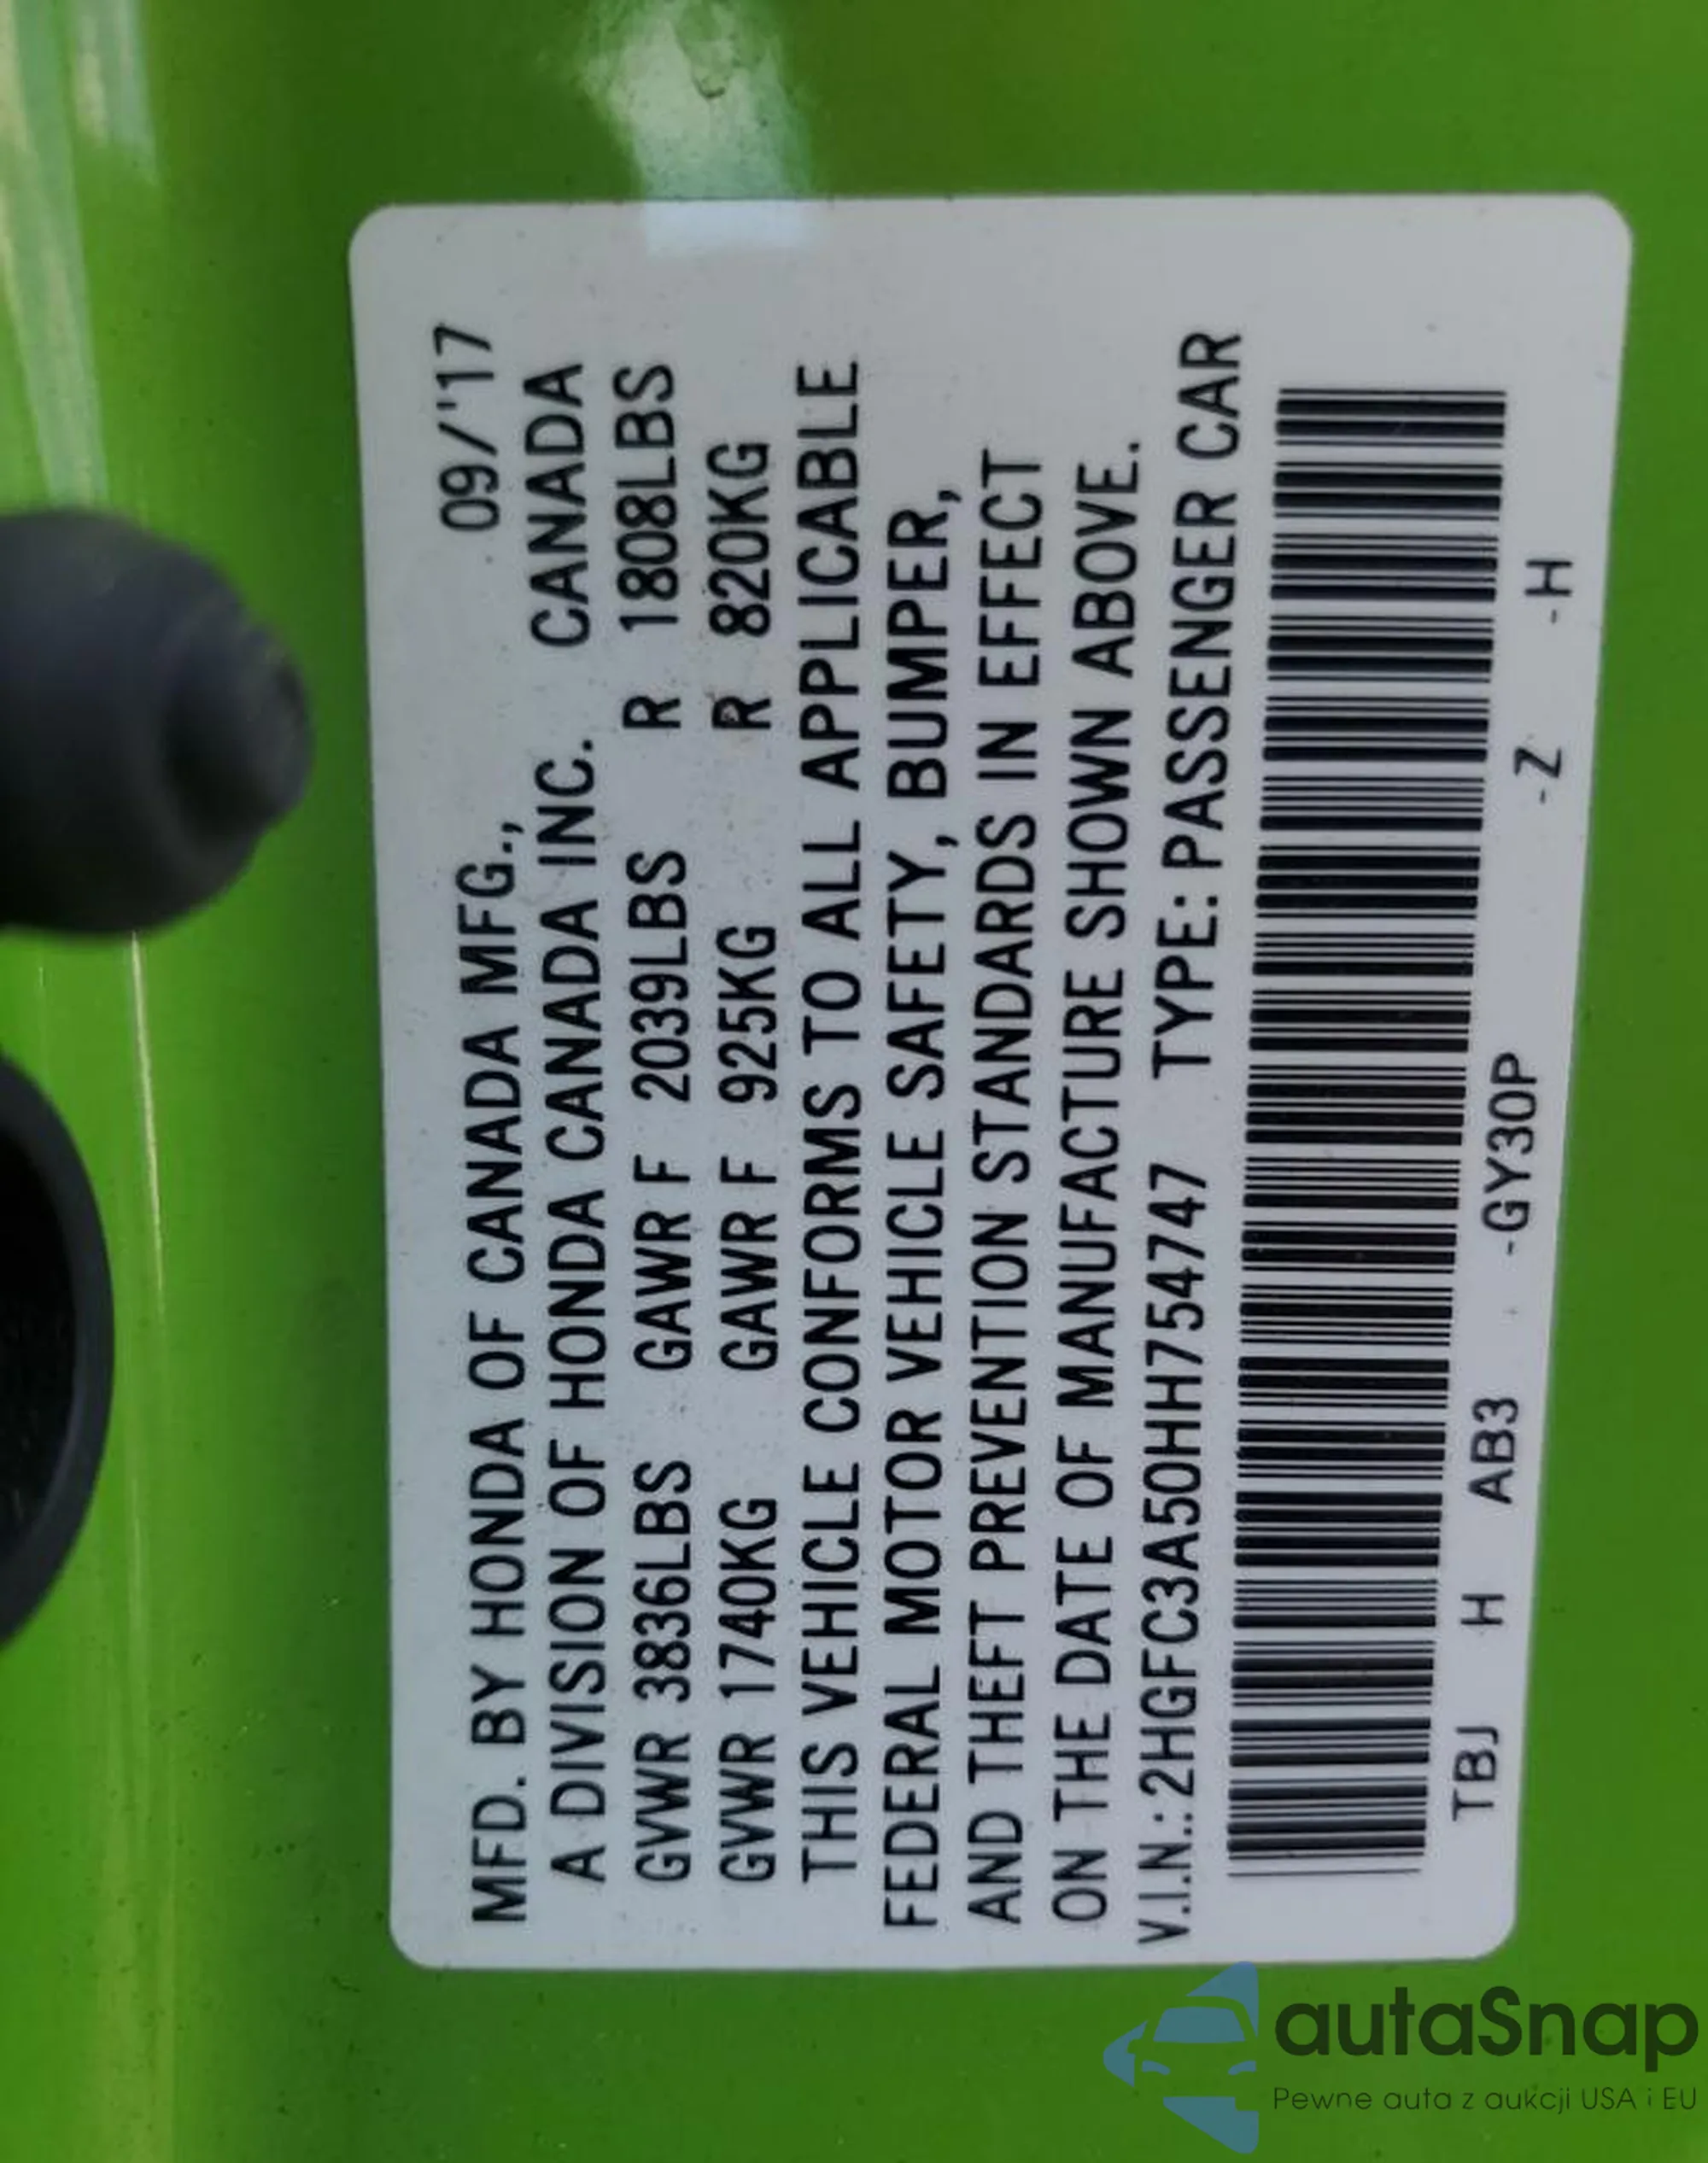 MFD. BY HONDA OF CANADA MFG., 09/'17
A DIVISION OF HONDA CANADA INC. CANADA
GVWR 3836LBS GAWR F 2039LBS R 1808LBS
GVWR 1740KG GAWR F 925KG R 820KG
THIS VEHICLE CONFORMS TO ALL APPLICABLE
FEDERAL MOTOR VEHICLE SAFETY, BUMPER,
AND THEFT PREVENTION STANDARDS IN EFFECT
ON THE DATE OF MANUFACTURE SHOWN ABOVE.
V.I.N.: 2HGFC3A50HH754747 TYPE: PASSENGER CAR
TBJ H AB3 -GY30P -Z -H
autaSnap
Pewne auta z aukcji USA i EU